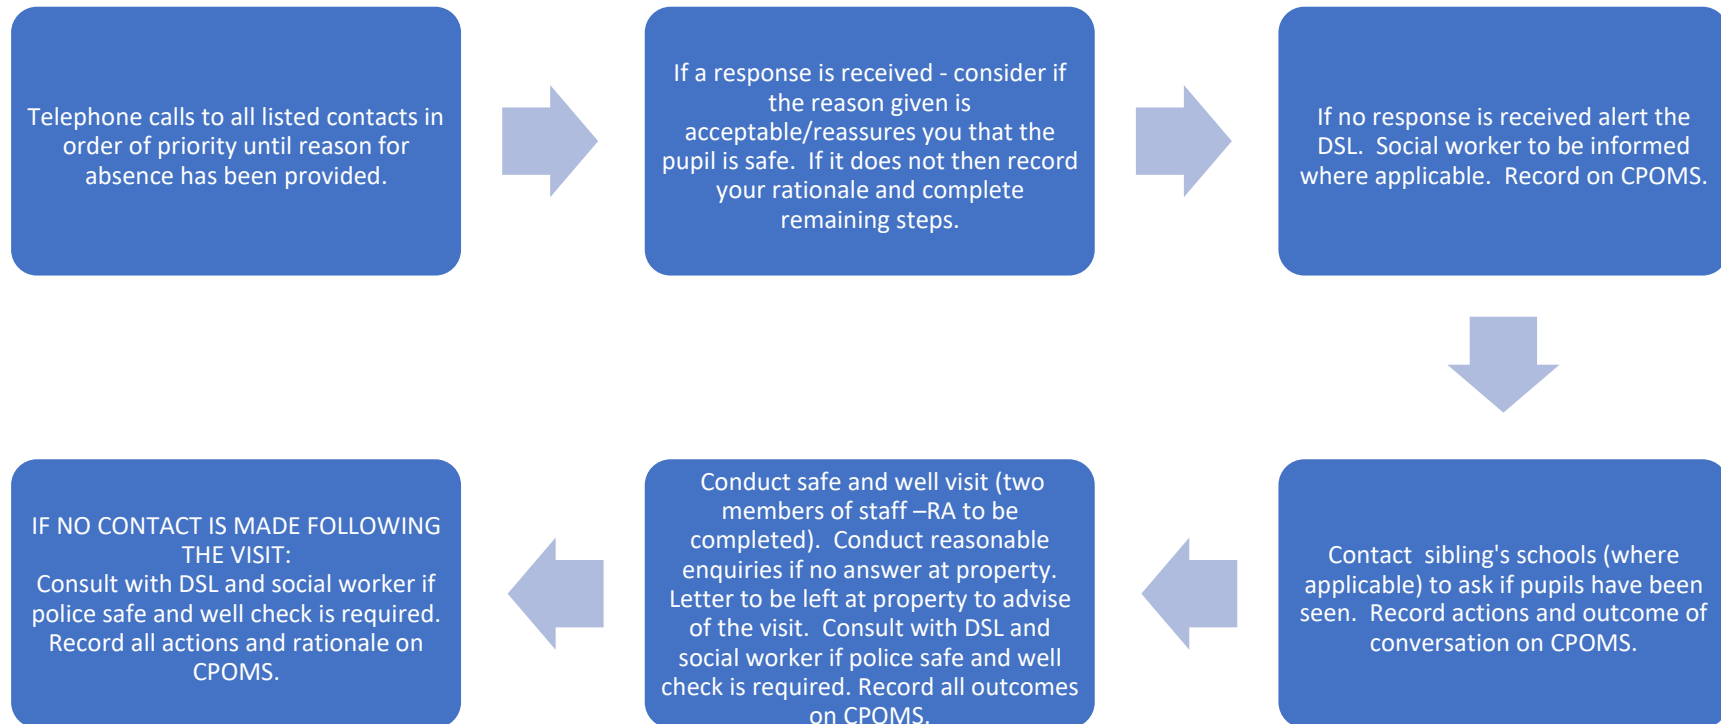 Telephone calls to all listed contacts in
order of priority until reason for
absence has been provided.
If a response is received - consider if
the reason given is
acceptable/reassures you that the
pupil is safe.  If it does not then record
your rationale and complete
remaining steps.
If no response is received alert the
DSL.  Social worker to be informed
where applicable.  Record on CPOMS.
Contact  sibling's schools (where
applicable) to ask if pupils have been
seen.  Record actions and outcome of
conversation on CPOMS.
Conduct safe and well visit (two
members of staff –RA to be
completed).  Conduct reasonable
enquiries if no answer at property.
Letter to be left at property to advise
of the visit.  Consult with DSL and
social worker if police safe and well
check is required. Record all outcomes
on CPOMS.
IF NO CONTACT IS MADE FOLLOWING
THE VISIT:
Consult with DSL and social worker if
police safe and well check is required.
Record all actions and rationale on
CPOMS.